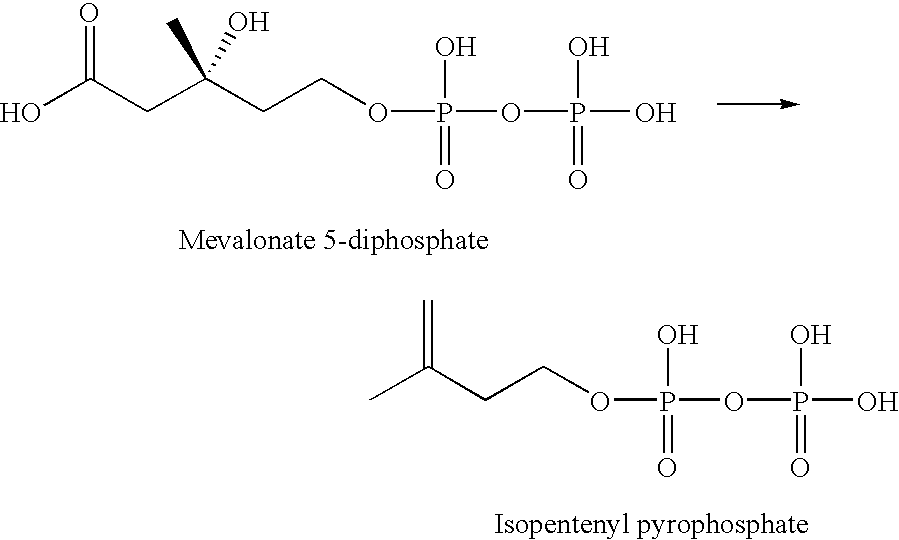 O OH OH OH
HO O P O P OH
O O
Mevalonate 5-diphosphate
OH OH
O P O P OH
O O
Isopentenyl pyrophosphate